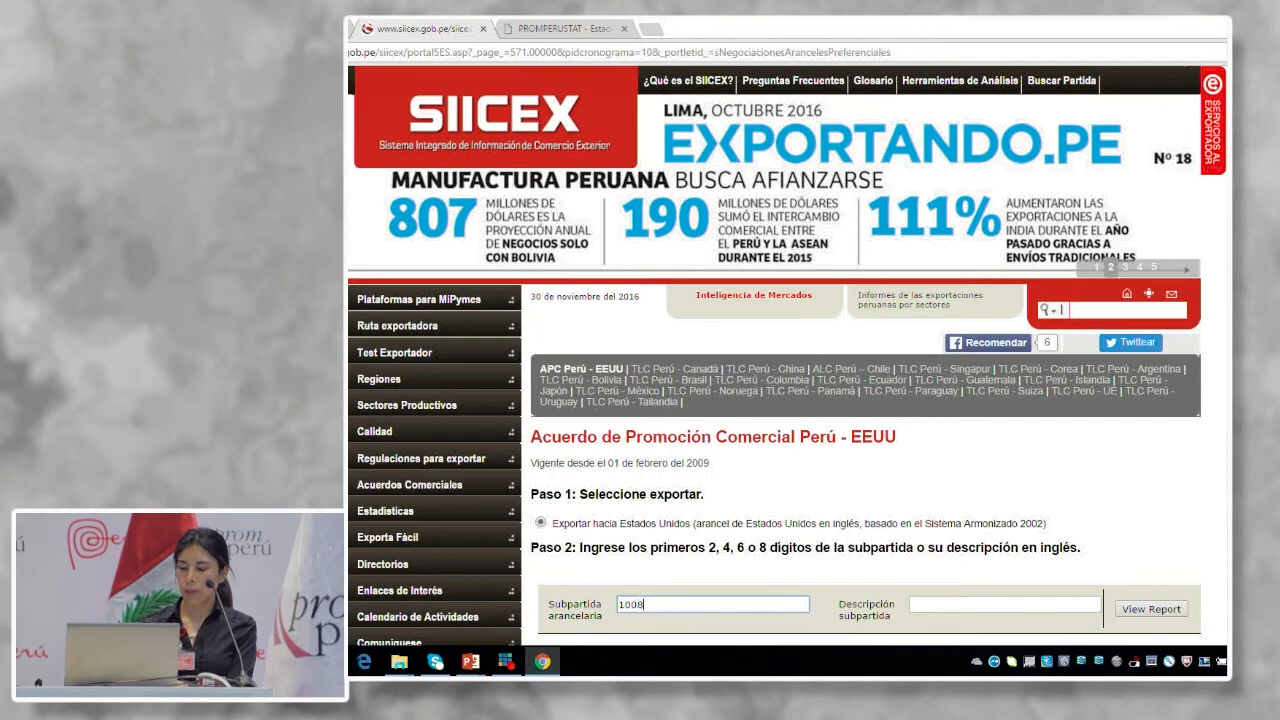 www.siicex.gob.pe/siicex
PROMPERUSTAT - Estad
gob.pe/siicex/portal5ES.asp?_page_=571.00000&pidcronograma=10&_portletid_=sNegociacionesArancelesPreferenciales
¿Qué es el SIICEX? Preguntas Frecuentes Glosario Herramientas de Análisis Buscar Partida
SIICEX
Sistema Integrado de Información de Comercio Exterior
SERVICIOS AL EXPORTADOR
LIMA, OCTUBRE 2016
EXPORTANDO.PE
Nº 18
MANUFACTURA PERUANA BUSCA AFIANZARSE
807
MILLONES DE
DÓLARES ES LA
PROYECCIÓN ANUAL
DE NEGOCIOS SOLO
CON BOLIVIA
190
MILLONES DE DÓLARES
SUMÓ EL INTERCAMBIO
COMERCIAL ENTRE
EL PERÚ Y LA ASEAN
DURANTE EL 2015
111%
AUMENTARON LAS
EXPORTACIONES A LA
INDIA DURANTE EL AÑO
PASADO GRACIAS A
ENVÍOS TRADICIONALES
1 2 3 4 5
30 de noviembre del 2016
Inteligencia de Mercados
Informes de las exportaciones
peruanas por sectores
Plataformas para MiPymes
Ruta exportadora
Test Exportador
Regiones
Sectores Productivos
Calidad
Regulaciones para exportar
Acuerdos Comerciales
Estadísticas
Exporta Fácil
Directorios
Enlaces de Interés
Calendario de Actividades
Comuníquese
Recomendar 6
Twittear
APC Perú - EEUU | TLC Perú - Canadá | TLC Perú - China | ALC Perú – Chile | TLC Perú - Singapur | TLC Perú - Corea | TLC Perú - Argentina |
TLC Perú - Bolivia | TLC Perú - Brasil | TLC Perú - Colombia | TLC Perú - Ecuador | TLC Perú - Guatemala | TLC Perú - Islandia | TLC Perú -
Japón | TLC Perú - México | TLC Perú - Noruega | TLC Perú - Panamá | TLC Perú - Paraguay | TLC Perú - Suiza | TLC Perú - UE | TLC Perú -
Uruguay | TLC Perú - Tailandia |
Acuerdo de Promoción Comercial Perú - EEUU
Vigente desde el 01 de febrero del 2009
Paso 1: Seleccione exportar.
Exportar hacia Estados Unidos (arancel de Estados Unidos en inglés, basado en el Sistema Armonizado 2002)
Paso 2: Ingrese los primeros 2, 4, 6 o 8 dígitos de la subpartida o su descripción en inglés.
Subpartida
arancelaria
1008
Descripción
subpartida
View Report
prom
perú